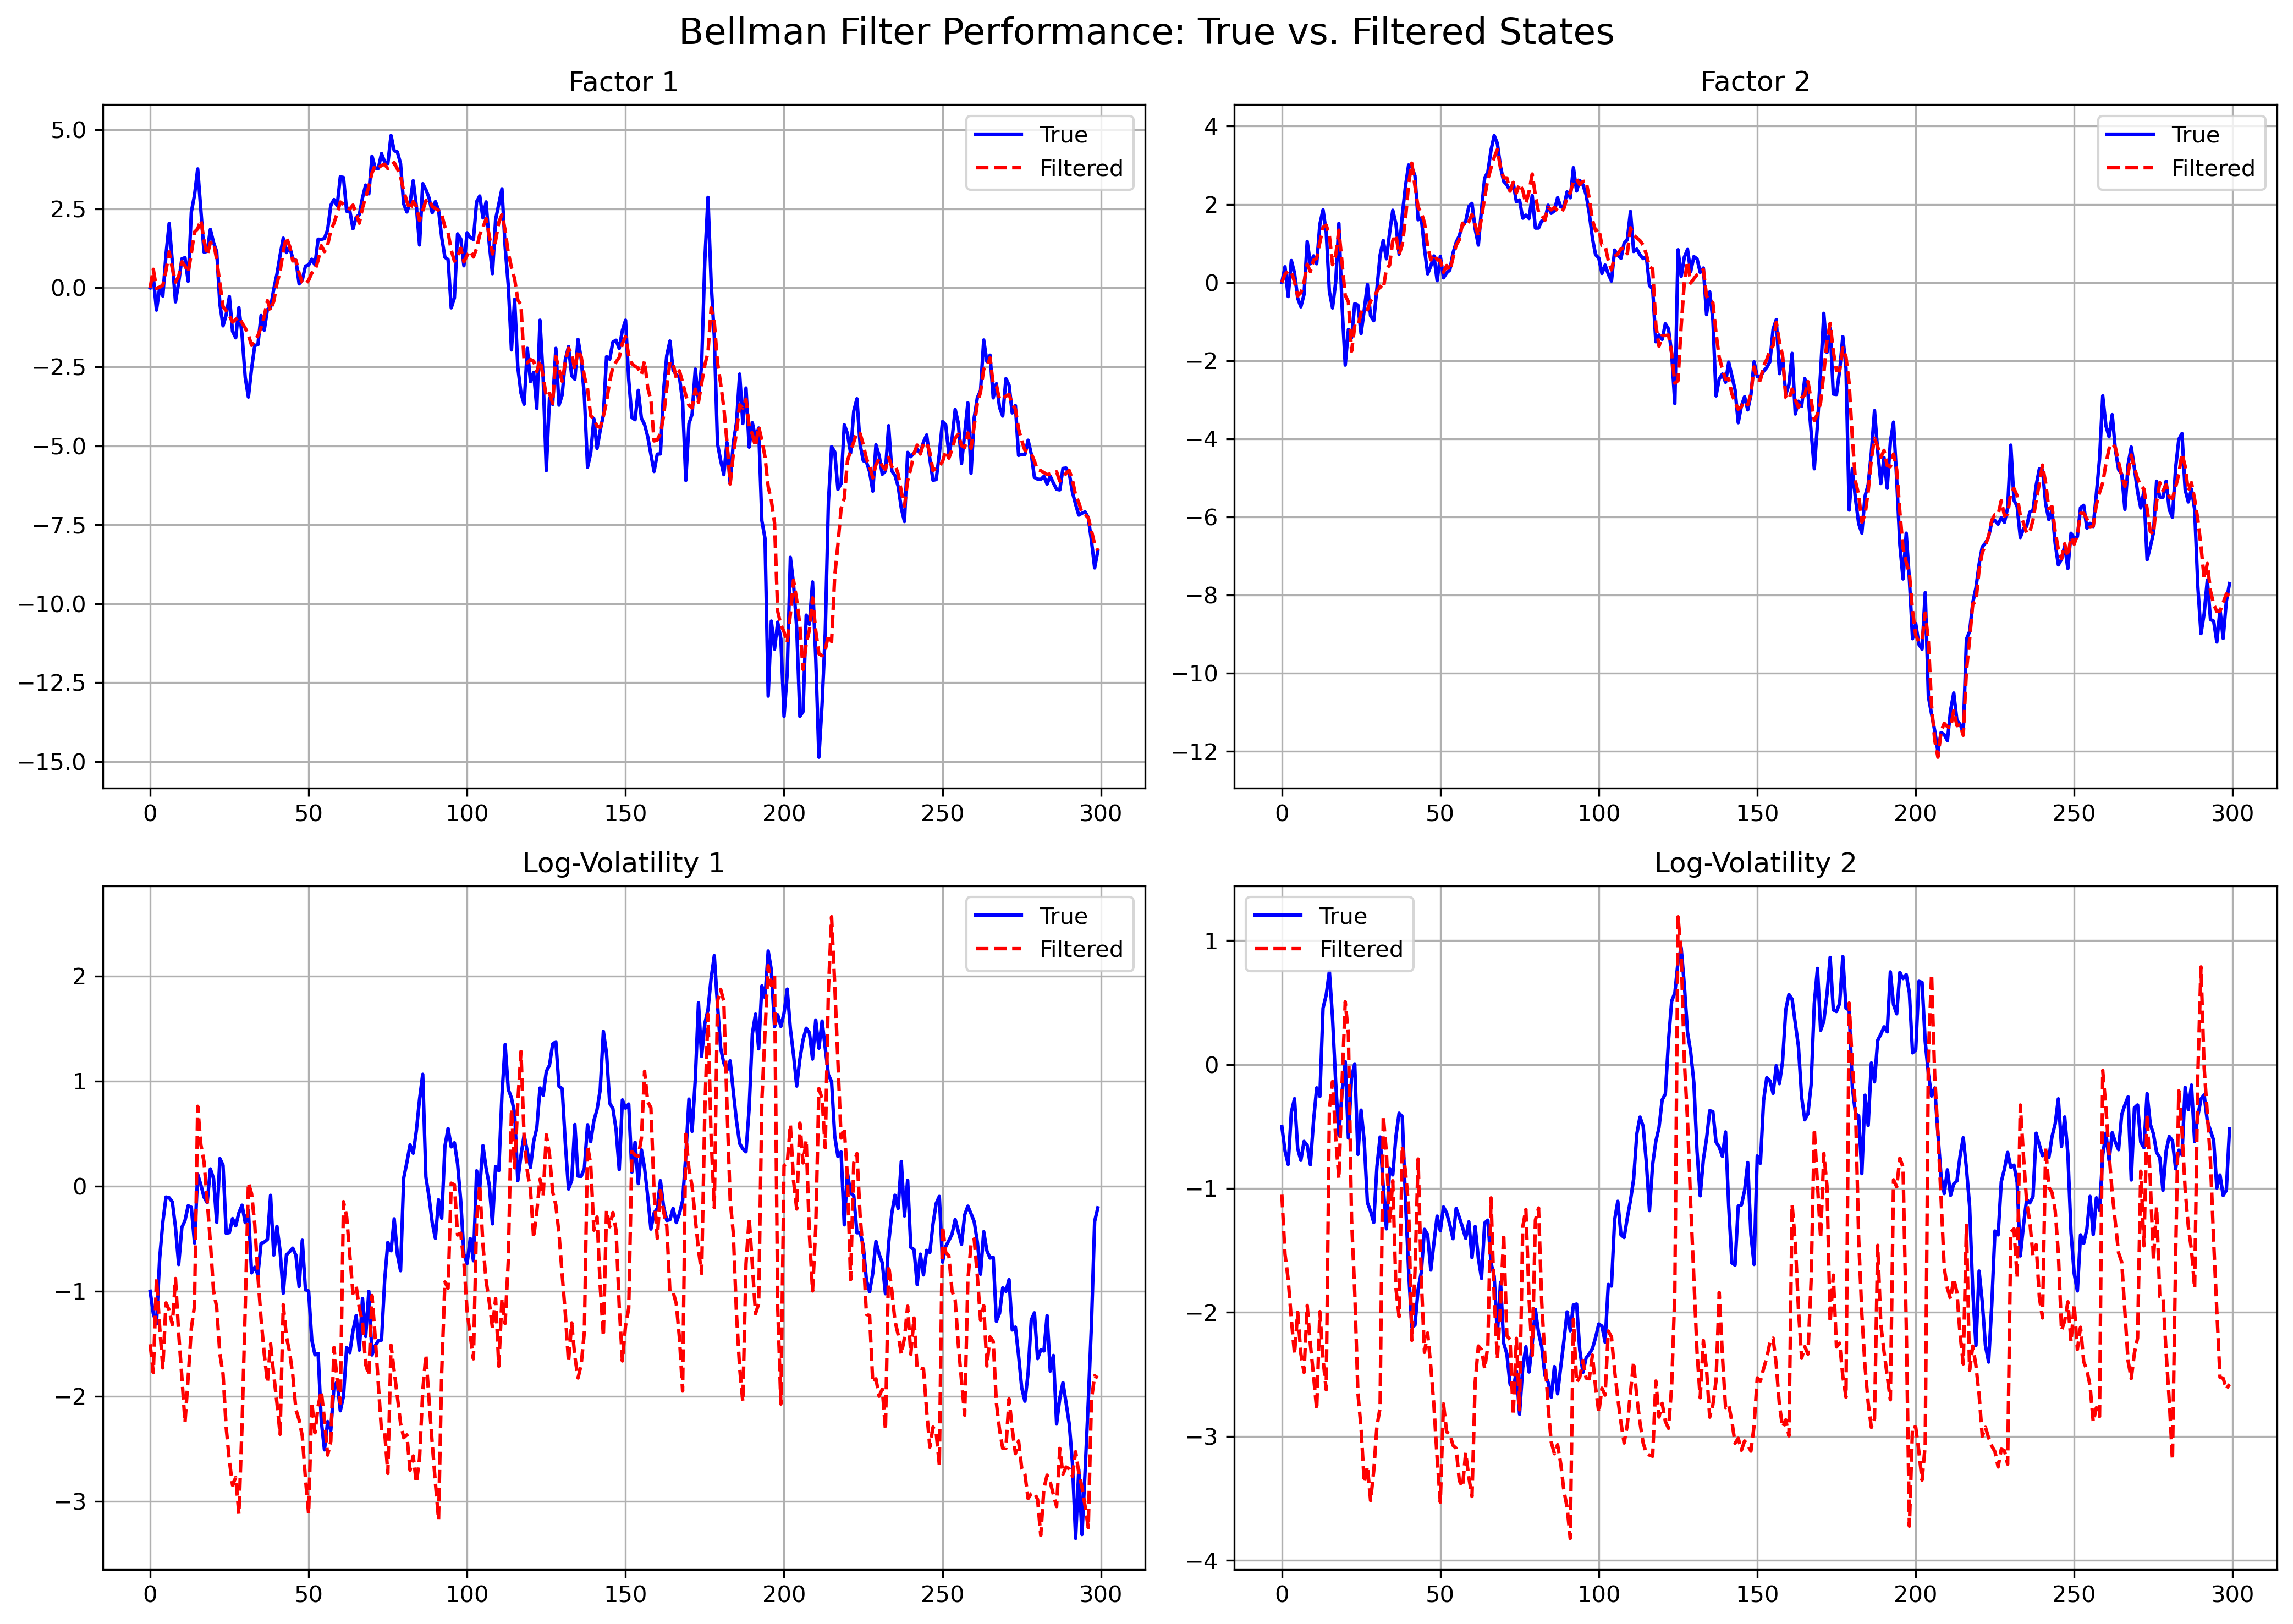 Bellman Filter Performance: True vs. Filtered States
Factor 1
5.0
2.5
0.0
−2.5
−5.0
−7.5
−10.0
−12.5
−15.0
0 50 100 150 200 250 300
True
Filtered
Factor 2
4
2
0
−2
−4
−6
−8
−10
−12
0 50 100 150 200 250 300
True
Filtered
Log-Volatility 1
2
1
0
−1
−2
−3
0 50 100 150 200 250 300
True
Filtered
Log-Volatility 2
1
0
−1
−2
−3
−4
0 50 100 150 200 250 300
True
Filtered